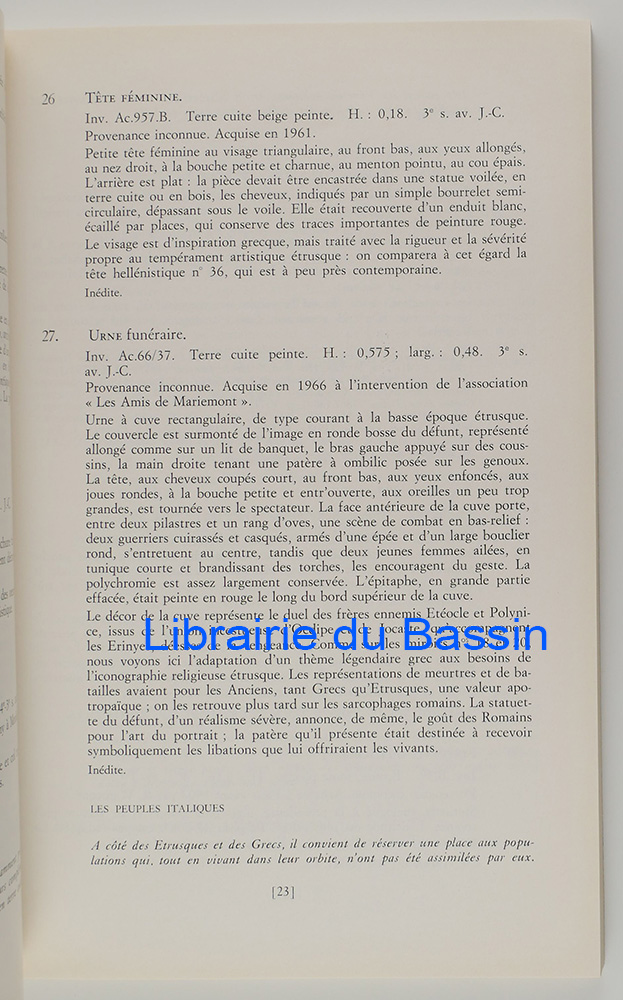 26 TÊTE FÉMININE.
Inv. Ac.957.B. Terre cuite beige peinte. H. : 0,18. 3e s. av. J.-C.
Provenance inconnue. Acquise en 1961.
Petite tête féminine au visage triangulaire, au front bas, aux yeux allongés,
au nez droit, à la bouche petite et charnue, au menton pointu, au cou épais.
L'arrière est plat : la pièce devait être encastrée dans une statue voilée, en
terre cuite ou en bois, les cheveux, indiqués par un simple bourrelet semi-
circulaire, dépassant sous le voile. Elle était recouverte d'un enduit blanc,
écaillé par places, qui conserve des traces importantes de peinture rouge.
Le visage est d'inspiration grecque, mais traité avec la rigueur et la sévérité
propre au tempérament artistique étrusque : on comparera à cet égard la
tête hellénistique n° 36, qui est à peu près contemporaine.
Inédite.
27. URNE funéraire.
Inv. Ac.66/37. Terre cuite peinte. H. : 0,575 ; larg. : 0,48. 3e s.
av. J.-C.
Provenance inconnue. Acquise en 1966 à l'intervention de l'association
« Les Amis de Mariemont ».
Urne à cuve rectangulaire, de type courant à la basse époque étrusque.
Le couvercle est surmonté de l'image en ronde bosse du défunt, représenté
allongé comme sur un lit de banquet, le bras gauche appuyé sur des cous-
sins, la main droite tenant une patère à ombilic posée sur les genoux.
La tête, aux cheveux coupés court, au front bas, aux yeux enfoncés, aux
joues rondes, à la bouche petite et entr'ouverte, aux oreilles un peu trop
grandes, est tournée vers le spectateur. La face antérieure de la cuve porte,
entre deux pilastres et un rang d'oves, une scène de combat en bas-relief :
deux guerriers cuirassés et casqués, armés d'une épée et d'un large bouclier
rond, s'entretuent au centre, tandis que deux jeunes femmes ailées, en
tunique courte et brandissant des torches, les encouragent du geste. La
polychromie est assez largement conservée. L'épitaphe, en grande partie
effacée, était peinte en rouge le long du bord supérieur de la cuve.
Le décor de la cuve représente le duel des frères ennemis Etéocle et Polyni-
ce, issus de l'union incestueuse d'Œdipe et de Jocaste, qu'accompagnent
Librairie du Bassin
les Erinyes, déesses de la vengeance. Comme les miroirs
nous voyons ici l'adaptation d'un thème légendaire grec aux besoins de
l'iconographie religieuse étrusque. Les représentations de meurtres et de ba-
tailles avaient pour les Anciens, tant Grecs qu'Etrusques, une valeur apo-
tropaïque ; on les retrouve plus tard sur les sarcophages romains. La statuet-
te du défunt, d'un réalisme sévère, annonce, de même, le goût des Romains
pour l'art du portrait ; la patère qu'il présente était destinée à recevoir
symboliquement les libations que lui offriraient les vivants.
Inédite.
LES PEUPLES ITALIQUES
A côté des Etrusques et des Grecs, il convient de réserver une place aux popu-
lations qui, tout en vivant dans leur orbite, n'ont pas été assimilées par eux.
[23]